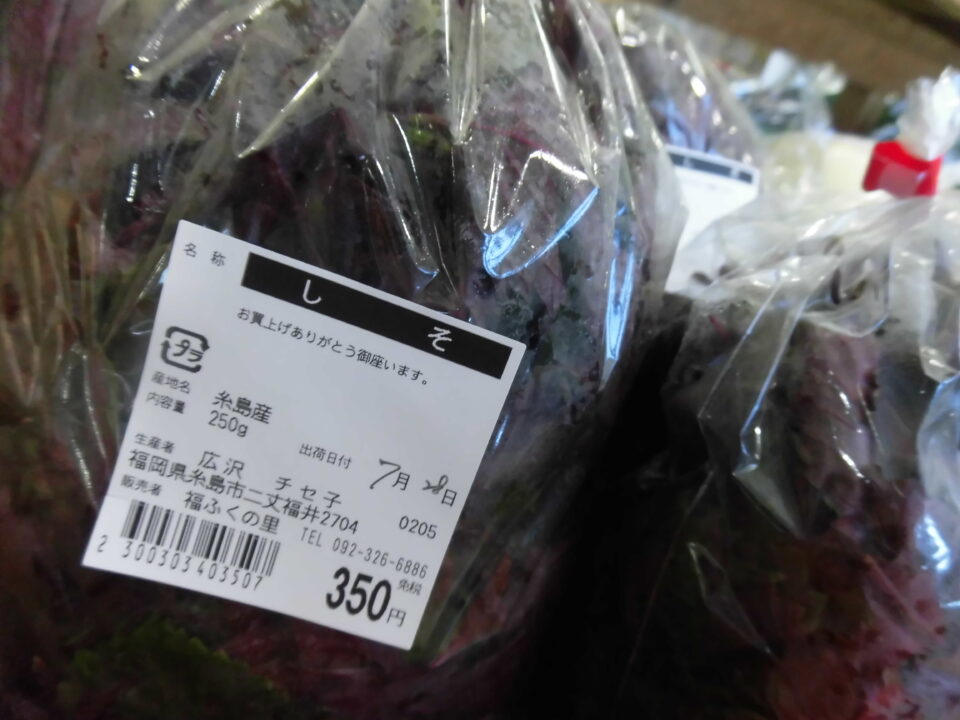 名称 しそ
お買上げありがとう御座います。
プラ
産地名 糸島産
内容量 250g
出荷日付 7月28日
生産者 広沢 チセ子
福岡県糸島市二丈福井2704 0205
販売者 福ふくの里
TEL 092-326-6886
2 300303403507
350円 免税